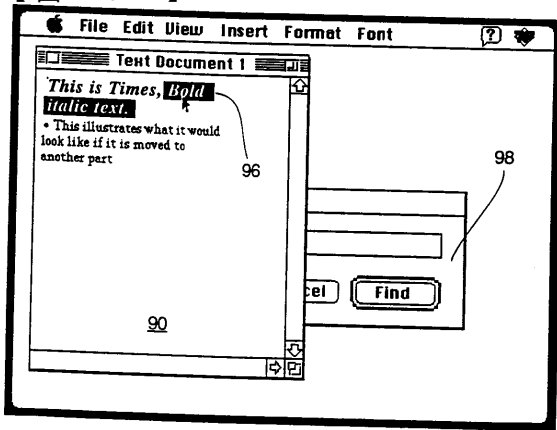 File Edit View Insert Format Font
Text Document 1
This is Times, Bold
italic text.
• This illustrates what it would
look like if it is moved to
another part
96
98
cel
Find
90